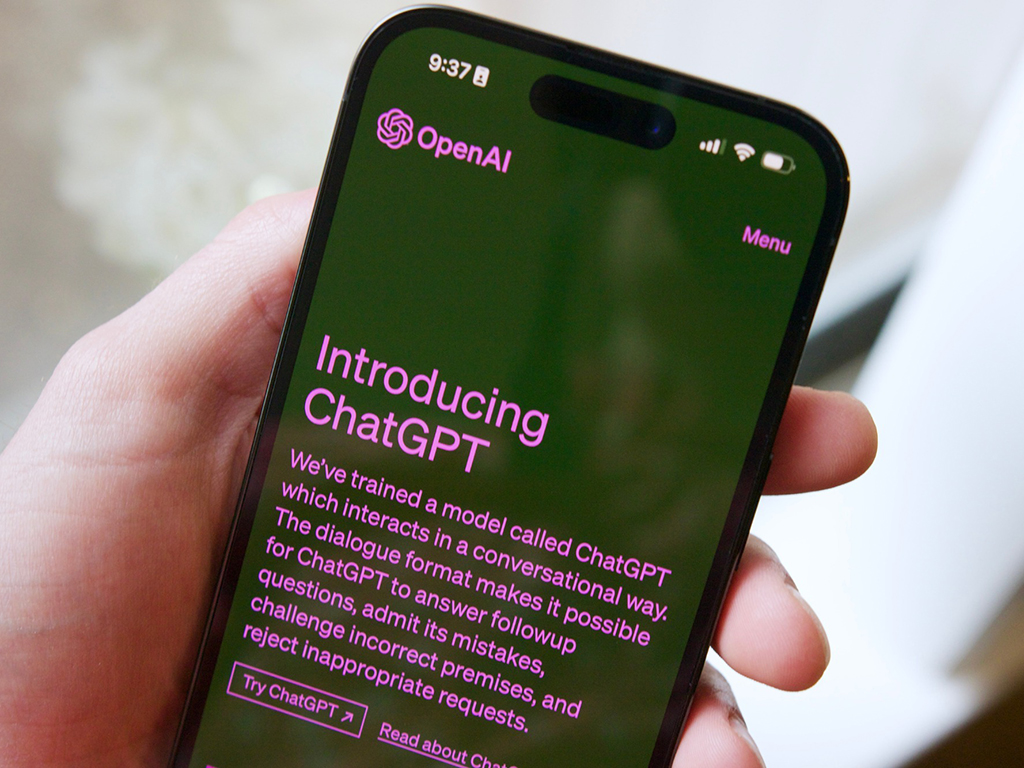 9:37
OpenAI
Menu
Introducing
ChatGPT
We've trained a model called ChatGPT
which interacts in a conversational way.
The dialogue format makes it possible
for ChatGPT to answer followup
questions, admit its mistakes,
challenge incorrect premises, and
reject inappropriate requests.
Try ChatGPT ↗
Read about